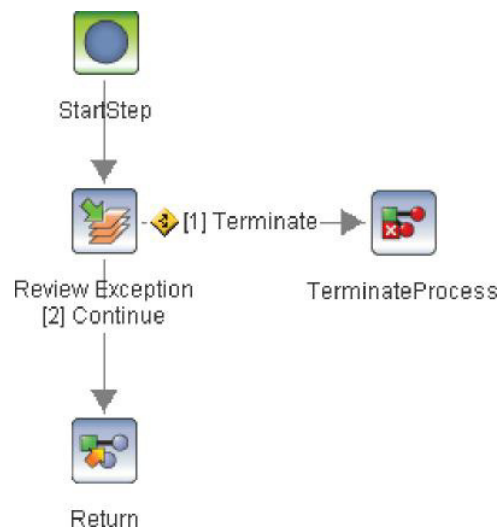 StartStep
[1] Terminate
Review Exception
TerminateProcess
[2] Continue
Return